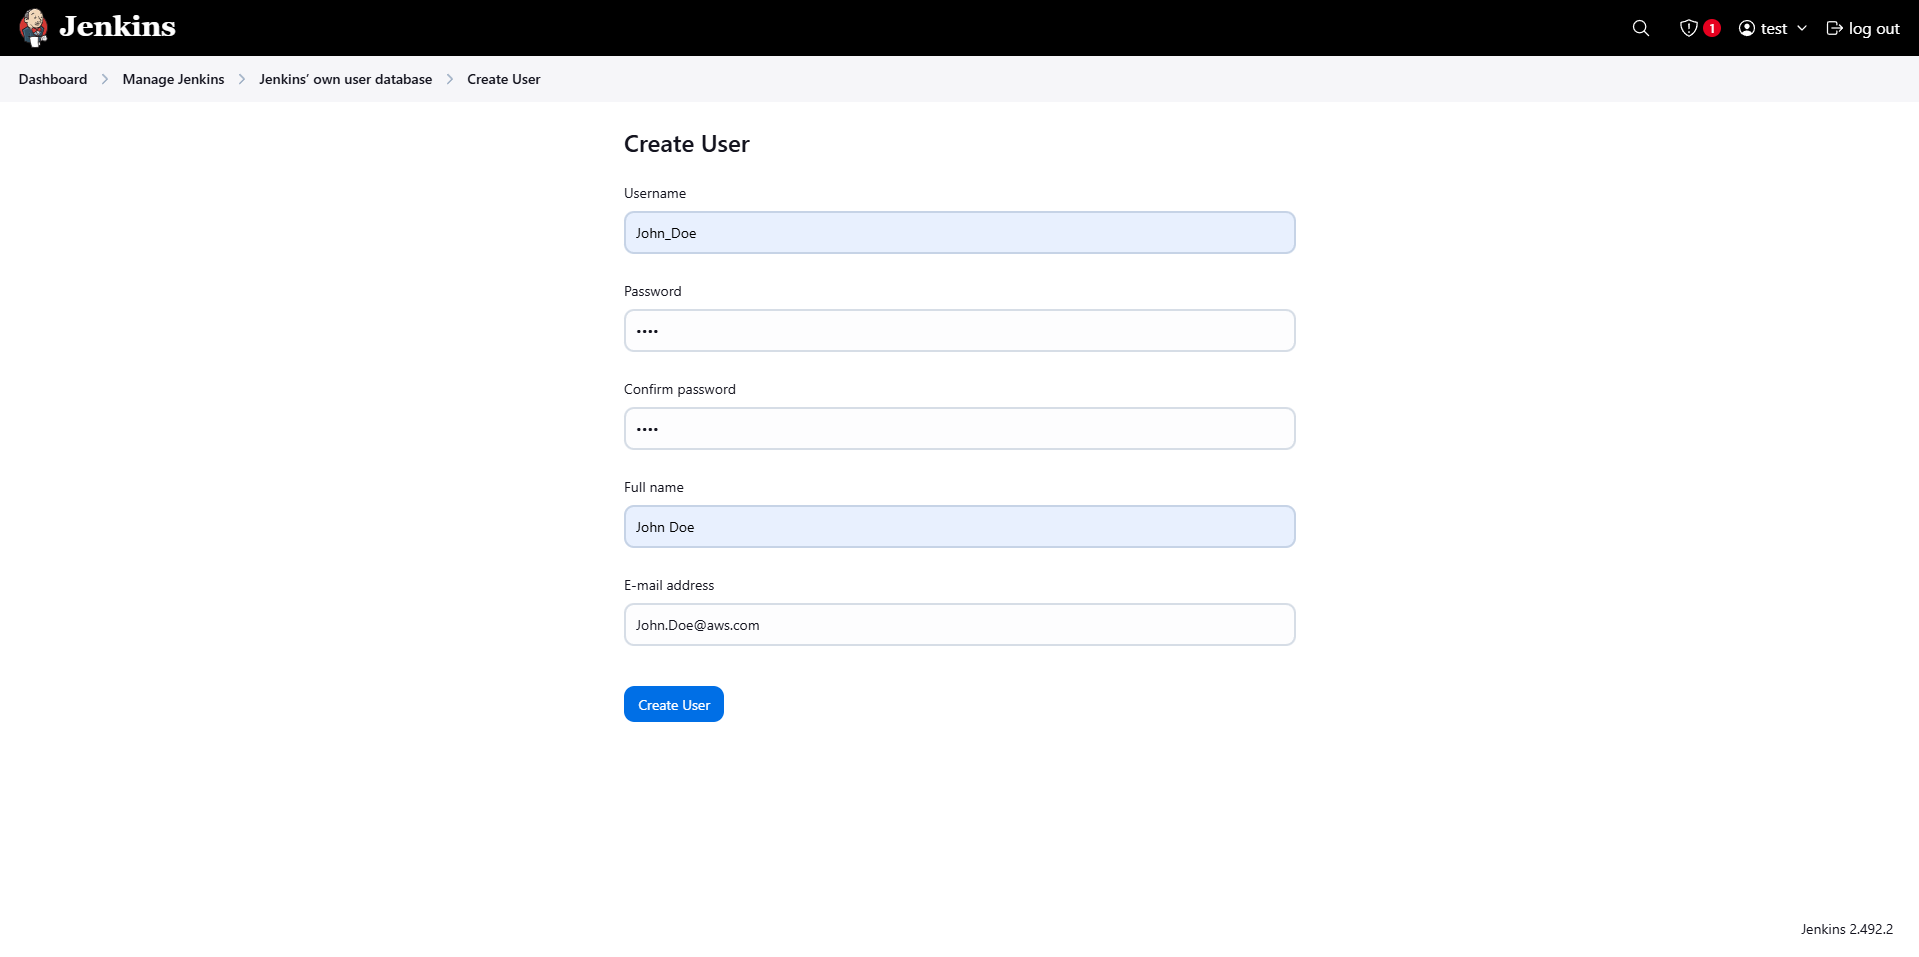 Jenkins
1
test
log out
Dashboard
Manage Jenkins
Jenkins’ own user database
Create User
Create User
Username
John_Doe
Password
••••
Confirm password
••••
Full name
John Doe
E-mail address
John.Doe@aws.com
Create User
Jenkins 2.492.2